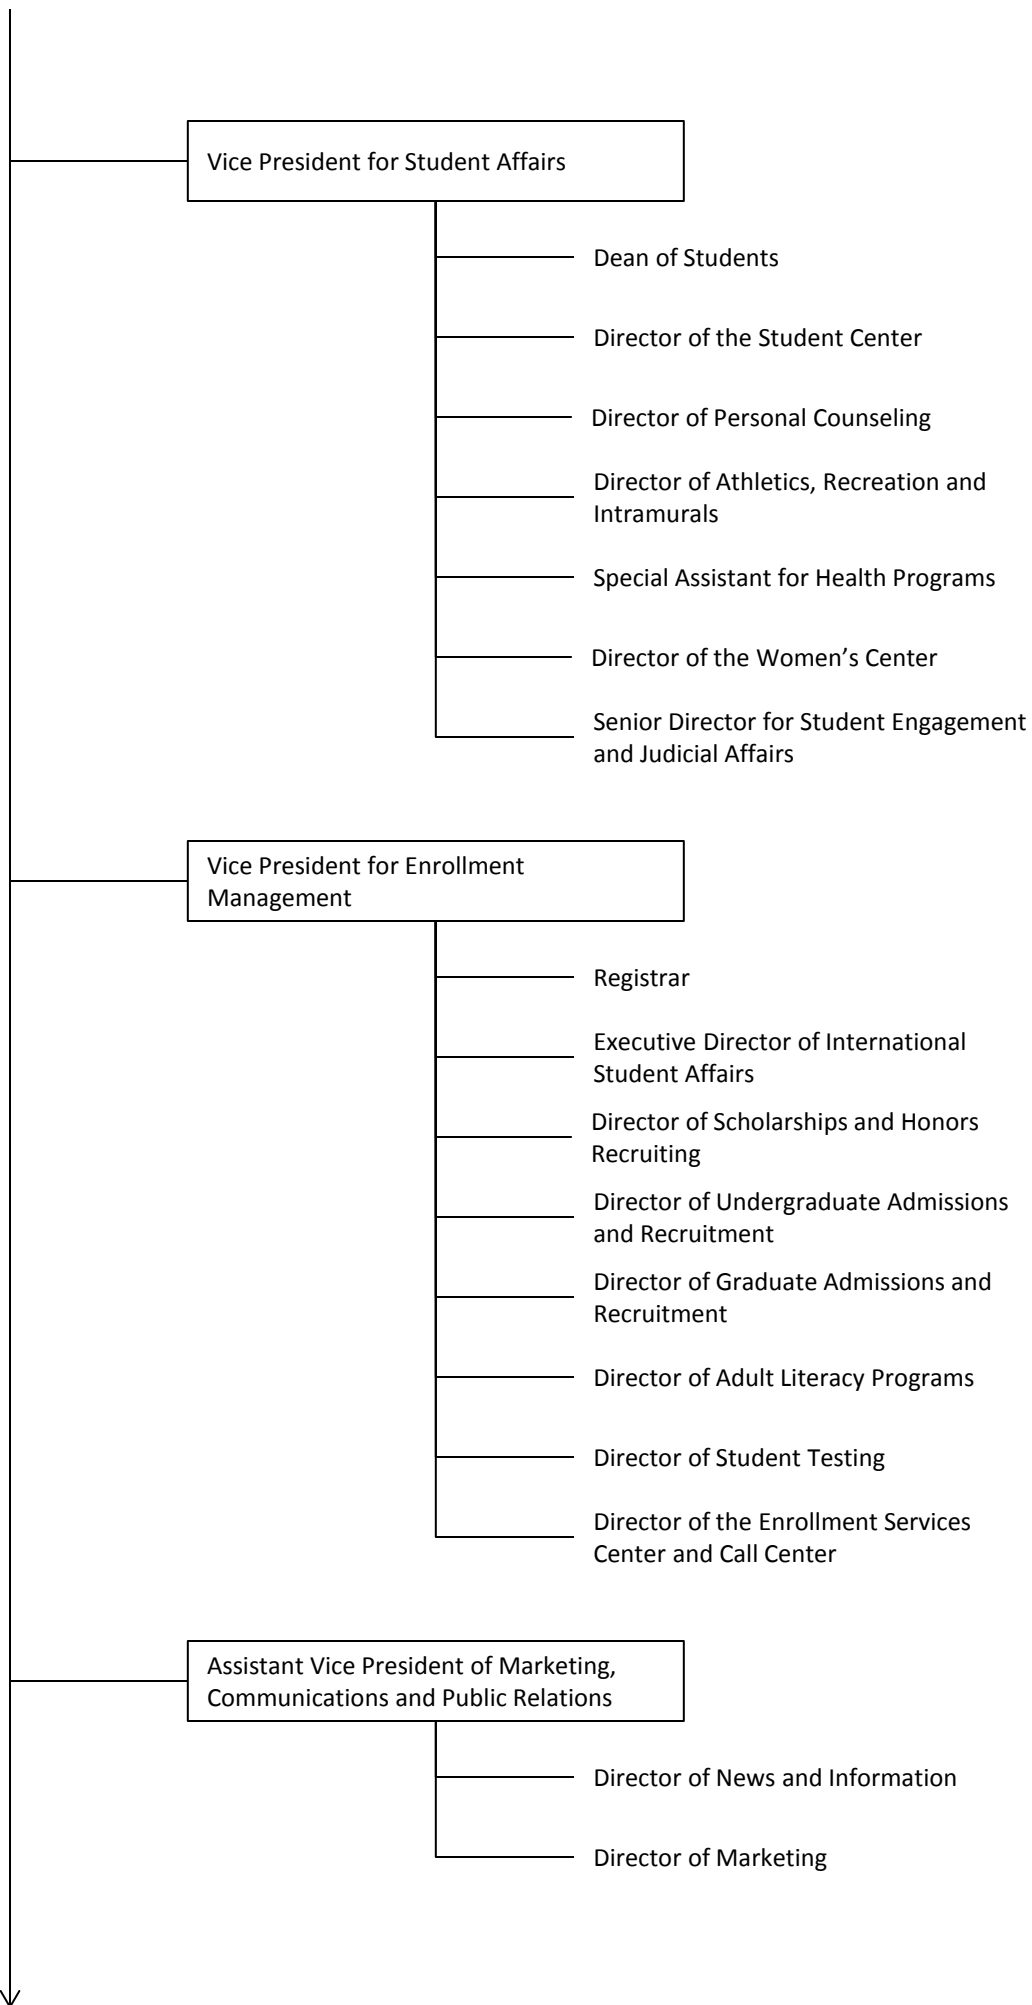 Vice President for Student Affairs
Dean of Students
Director of the Student Center
Director of Personal Counseling
Director of Athletics, Recreation and
Intramurals
Special Assistant for Health Programs
Director of the Women’s Center
Senior Director for Student Engagement
and Judicial Affairs
Vice President for Enrollment
Management
Registrar
Executive Director of International
Student Affairs
Director of Scholarships and Honors
Recruiting
Director of Undergraduate Admissions
and Recruitment
Director of Graduate Admissions and
Recruitment
Director of Adult Literacy Programs
Director of Student Testing
Director of the Enrollment Services
Center and Call Center
Assistant Vice President of Marketing,
Communications and Public Relations
Director of News and Information
Director of Marketing